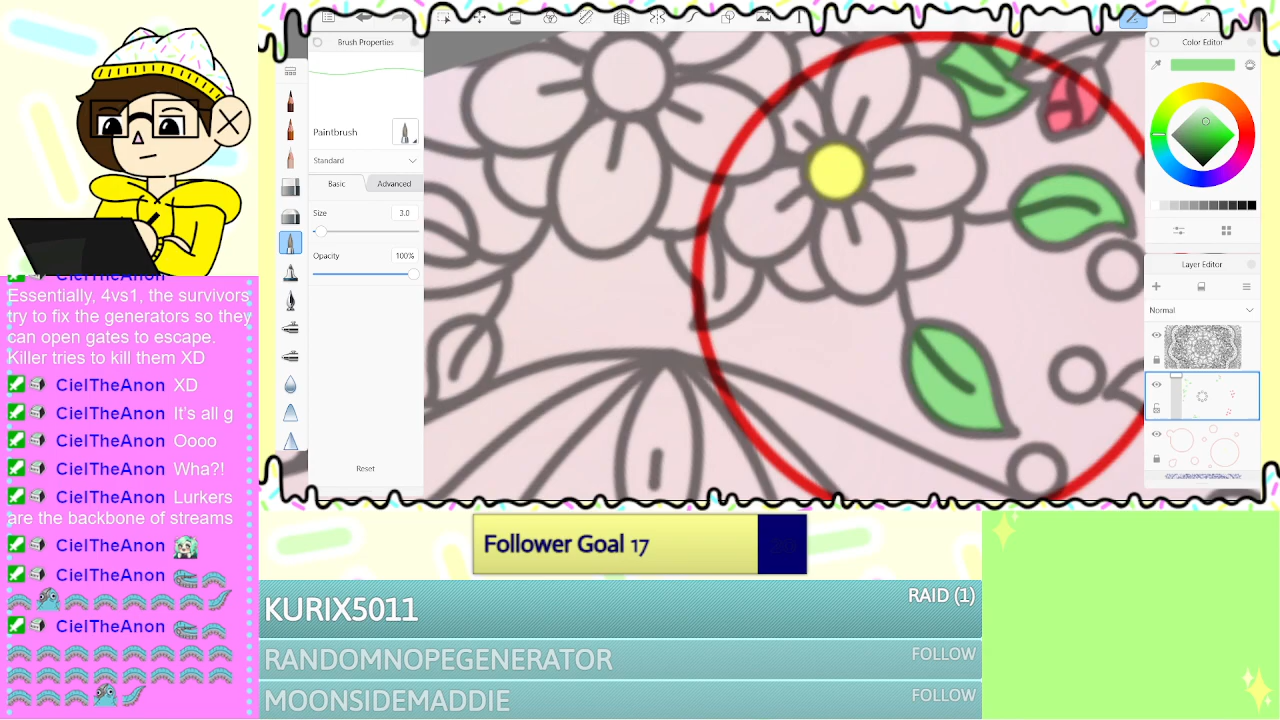 Brush Properties
Paintbrush
Standard
Basic
Advanced
Size
3.0
Opacity
100%
Reset
Color Editor
Layer Editor
Normal
CielTheAnon
Essentially, 4vs1, the survivors
try to fix the generators so they
can open gates to escape.
Killer tries to kill them XD
CielTheAnon XD
CielTheAnon It's all g
CielTheAnon Oooo
CielTheAnon Wha?!
CielTheAnon Lurkers
are the backbone of streams
CielTheAnon
CielTheAnon
CielTheAnon
Follower Goal 17
KURIX5011
RAID (1)
RANDOMNOPEGENERATOR
FOLLOW
MOONSIDEMADDIE
FOLLOW